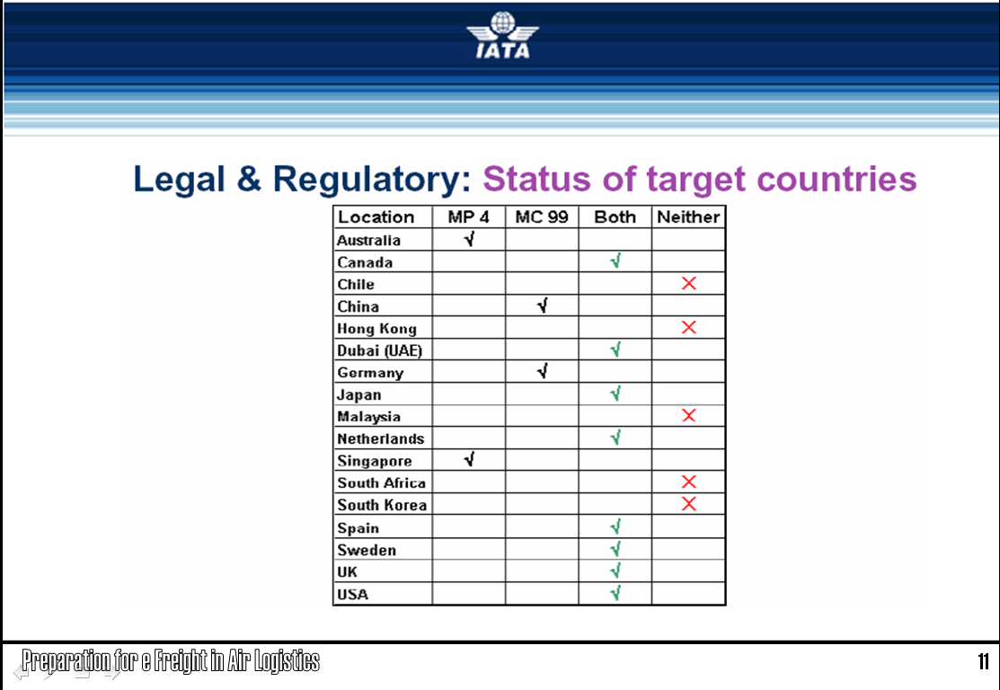 IATA
Legal & Regulatory: Status of target countries
Location MP 4 MC 99 Both Neither
Australia √
Canada √
Chile X
China √
Hong Kong X
Dubai (UAE) √
Germany √
Japan √
Malaysia X
Netherlands √
Singapore √
South Africa X
South Korea X
Spain √
Sweden √
UK √
USA √
Preparation for e Freight in Air Logistics 11